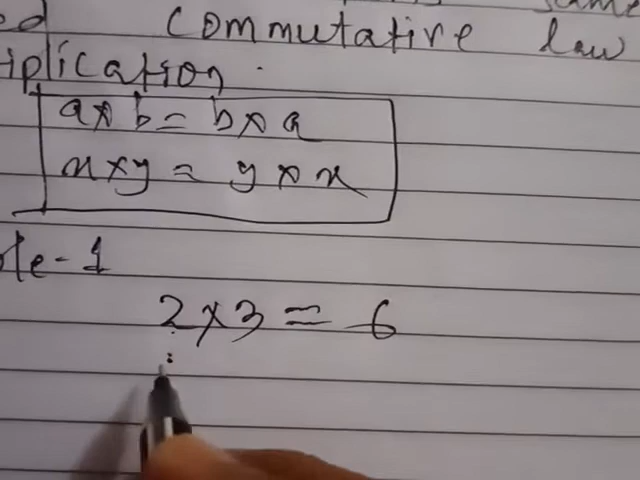 Commutative law
iplication.
a×b = b×a
x×y = y×x
le-1
2×3 = 6